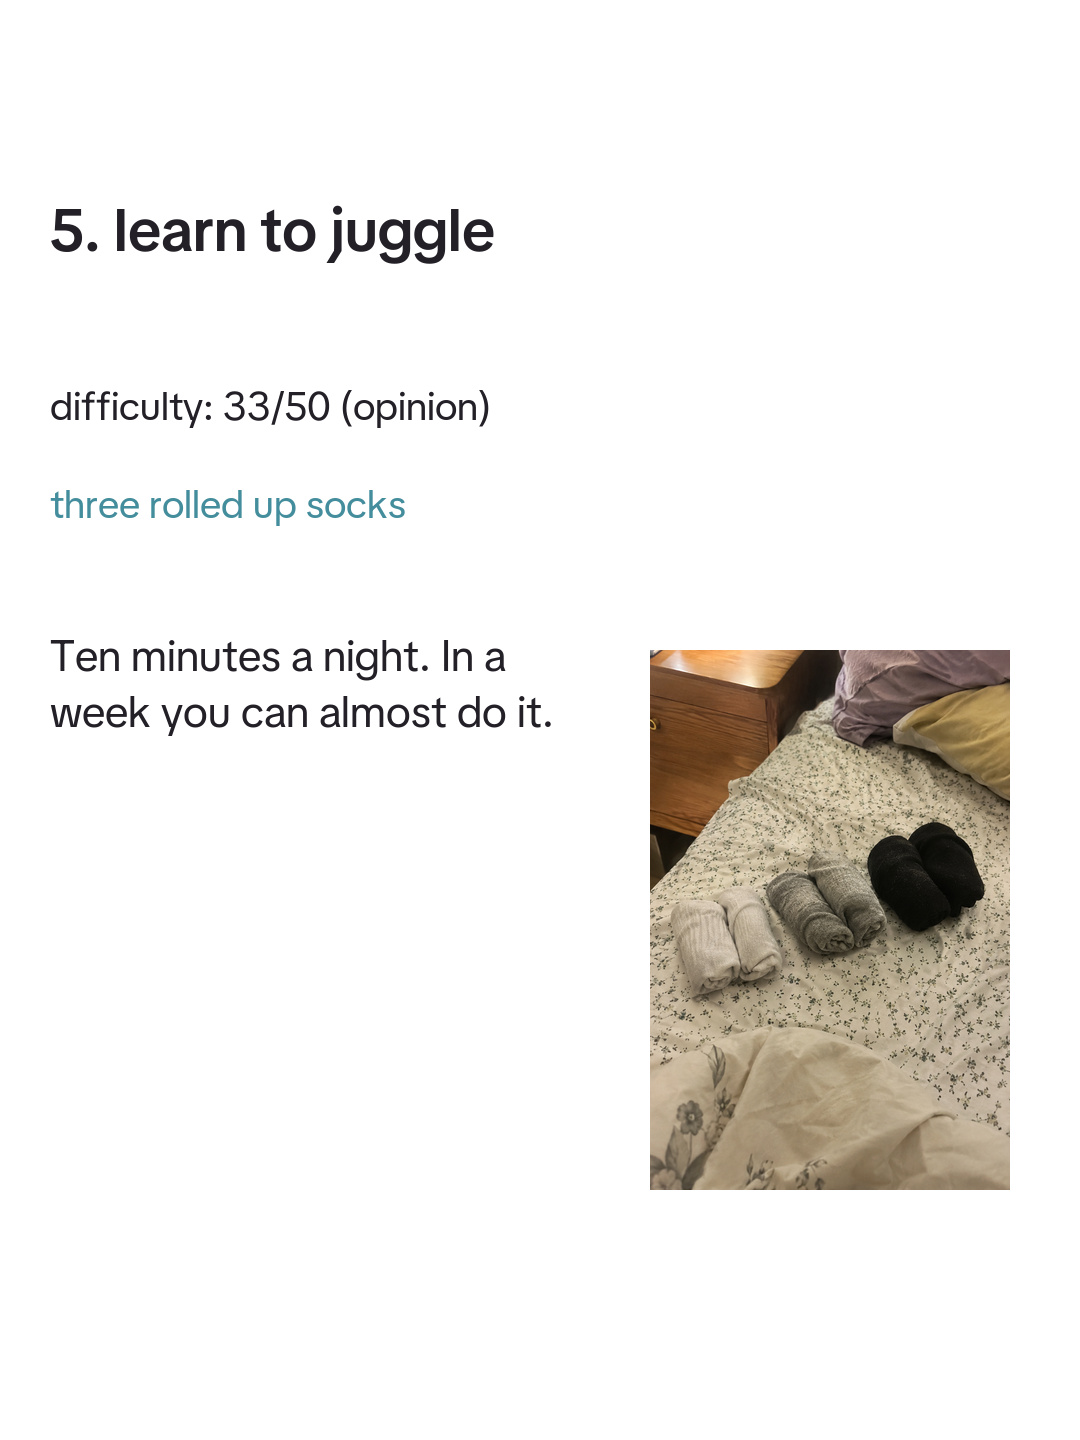 5. learn to juggle
difficulty: 33/50 (opinion)
three rolled up socks
Ten minutes a night. In a
week you can almost do it.